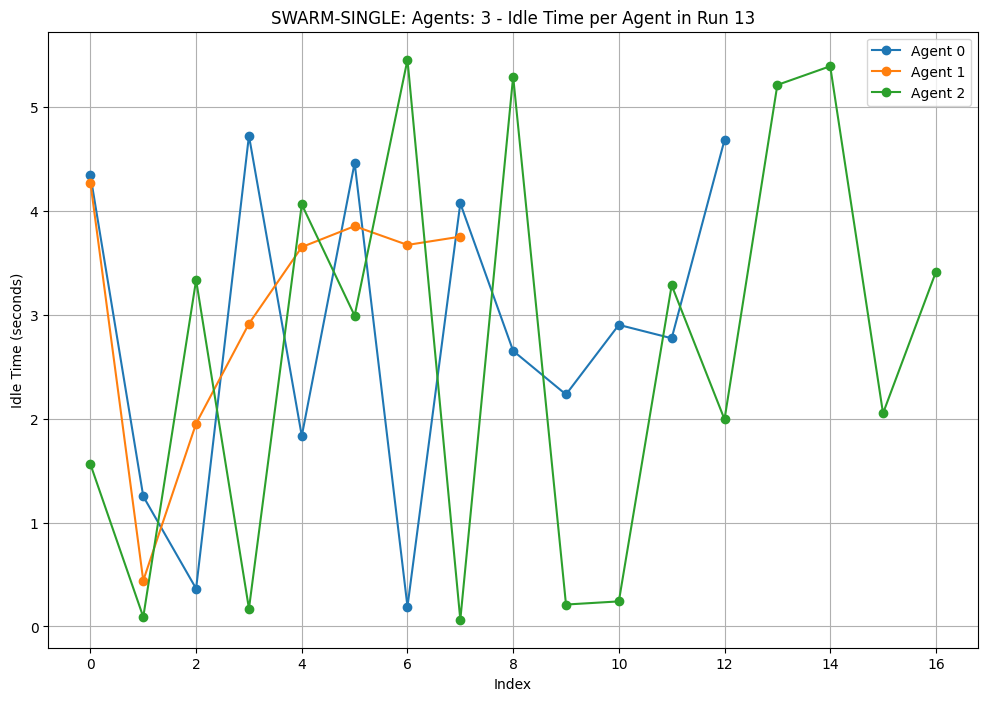 SWARM-SINGLE: Agents: 3 - Idle Time per Agent in Run 13
Agent 0
Agent 1
Agent 2
Idle Time (seconds)
5
4
3
2
1
0
0 2 4 6 8 10 12 14 16
Index